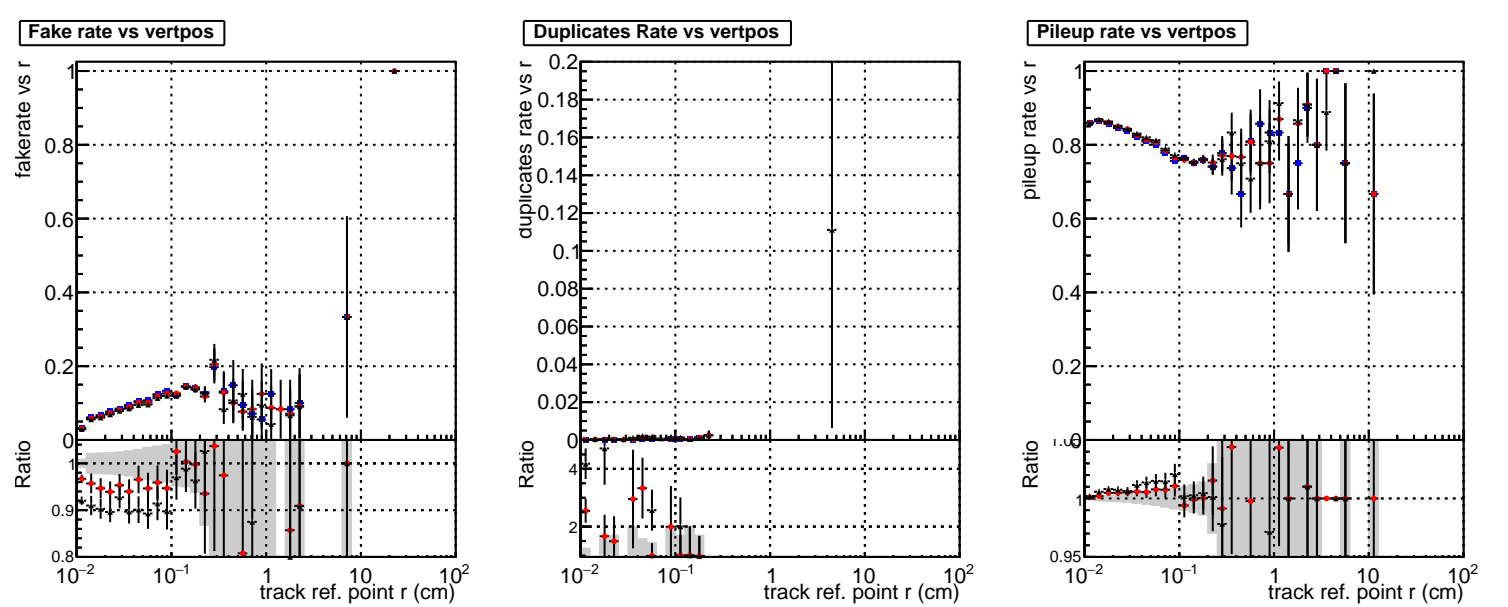 Fake rate vs vertpos
fakerate vs r
1
0.8
0.6
0.4
0.2
0
Ratio
1
0.9
0.8
10⁻² 10⁻¹ 1 10 10²
track ref. point r (cm)
Duplicates Rate vs vertpos
duplicates rate vs r
0.2
0.18
0.16
0.14
0.12
0.1
0.08
0.06
0.04
0.02
0
Ratio
4
2
10⁻² 10⁻¹ 1 10 10²
track ref. point r (cm)
Pileup rate vs vertpos
pileup rate vs r
1
0.8
0.6
0.4
0.2
Ratio
1
0.95
10⁻² 10⁻¹ 1 10 10²
track ref. point r (cm)